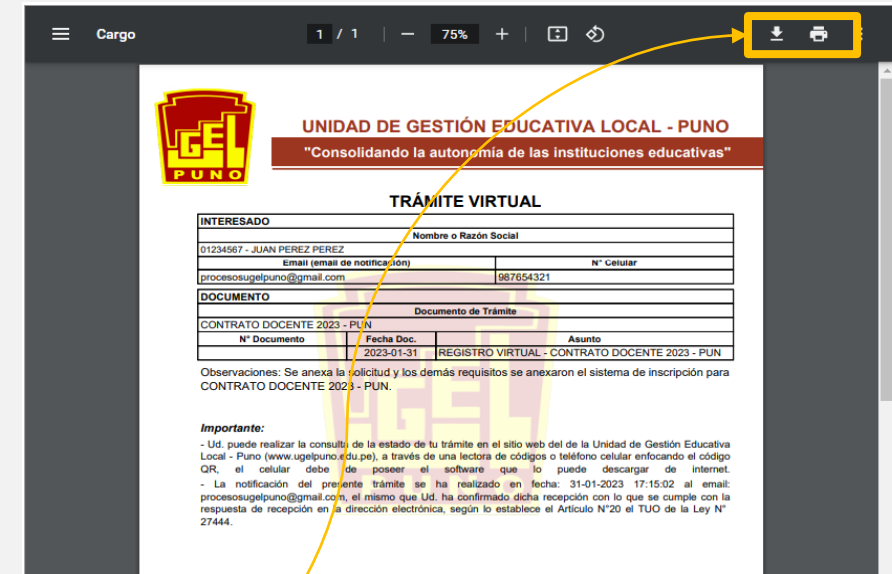 Cargo
1 / 1
75%
UGEL
PUNO
UNIDAD DE GESTIÓN EDUCATIVA LOCAL - PUNO
"Consolidando la autonomía de las instituciones educativas"
TRÁMITE VIRTUAL
INTERESADO
Nombre o Razón Social
01234567 - JUAN PEREZ PEREZ
Email (email de notificación) N° Celular
procesosugelpuno@gmail.com 987654321
DOCUMENTO
Documento de Trámite
CONTRATO DOCENTE 2023 - PUN
N° Documento Fecha Doc. Asunto
2023-01-31 REGISTRO VIRTUAL - CONTRATO DOCENTE 2023 - PUN
Observaciones: Se anexa la solicitud y los demás requisitos se anexaron el sistema de inscripción para
CONTRATO DOCENTE 2023 - PUN.
Importante:
- Ud. puede realizar la consulta de la estado de tu trámite en el sitio web del de la Unidad de Gestión Educativa
Local - Puno (www.ugelpuno.edu.pe), a través de una lectora de códigos o teléfono celular enfocando el código
QR, el celular debe de poseer el software que lo puede descargar de internet.
- La notificación del presente trámite se ha realizado en fecha: 31-01-2023 17:15:02 al email:
procesosugelpuno@gmail.com, el mismo que Ud. ha confirmado dicha recepción con lo que se cumple con la
respuesta de recepción en la dirección electrónica, según lo establece el Artículo N°20 el TUO de la Ley N°
27444.
UGEL
PUNO